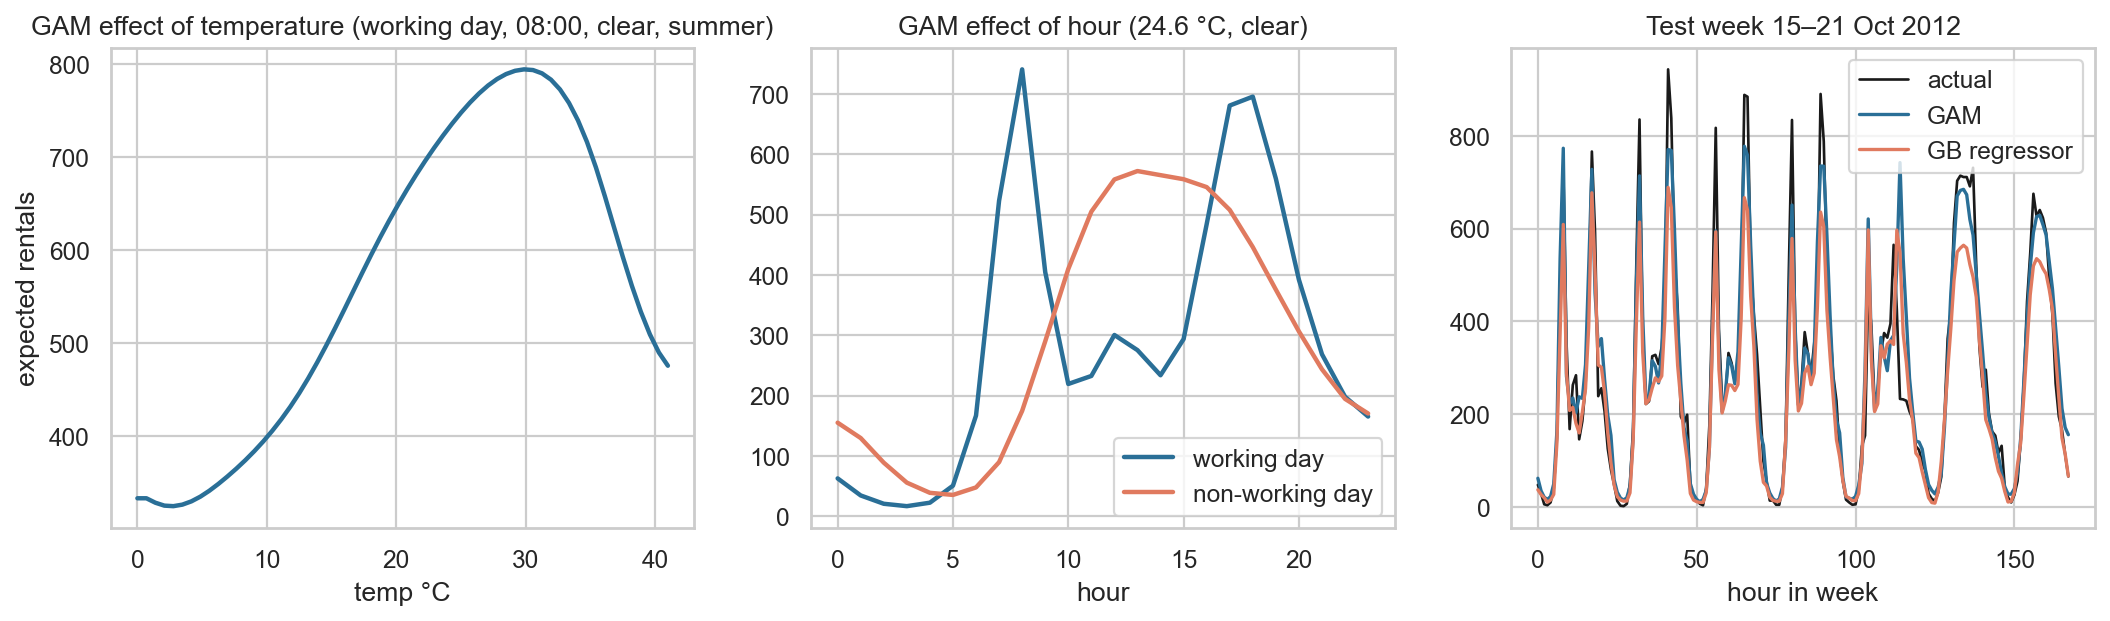 GAM effect of temperature (working day, 08:00, clear, summer)
800
700
600
500
400
expected rentals
0
10
20
30
40
temp °C
GAM effect of hour (24.6 °C, clear)
700
600
500
400
300
200
100
0
working day
non-working day
0
5
10
15
20
hour
Test week 15–21 Oct 2012
actual
GAM
GB regressor
800
600
400
200
0
0
50
100
150
hour in week